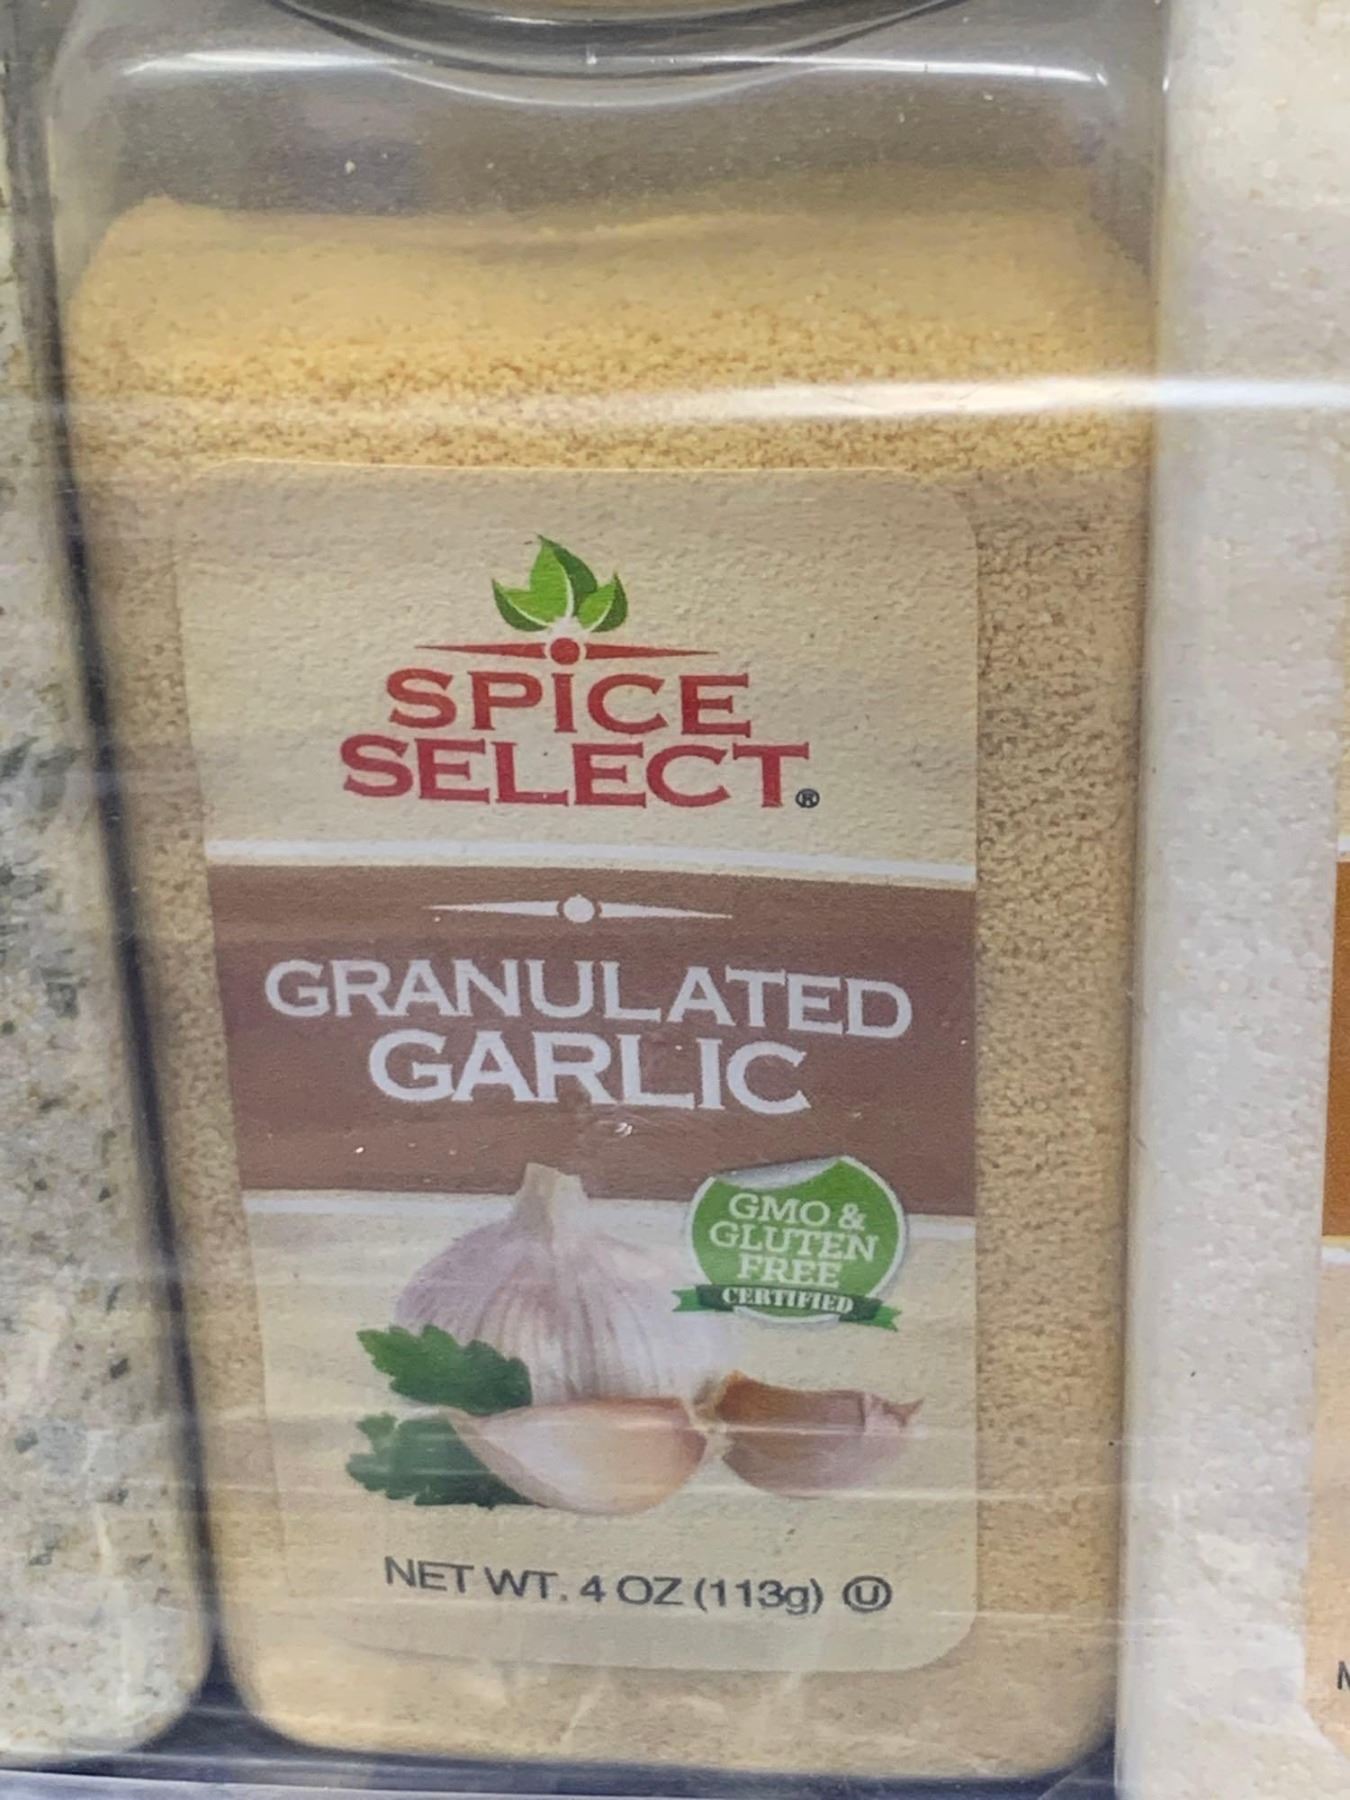 SPICE
SELECT®
GRANULATED
GARLIC
GMO &
GLUTEN
FREE
CERTIFIED
NET WT. 4 OZ (113g) Ⓤ